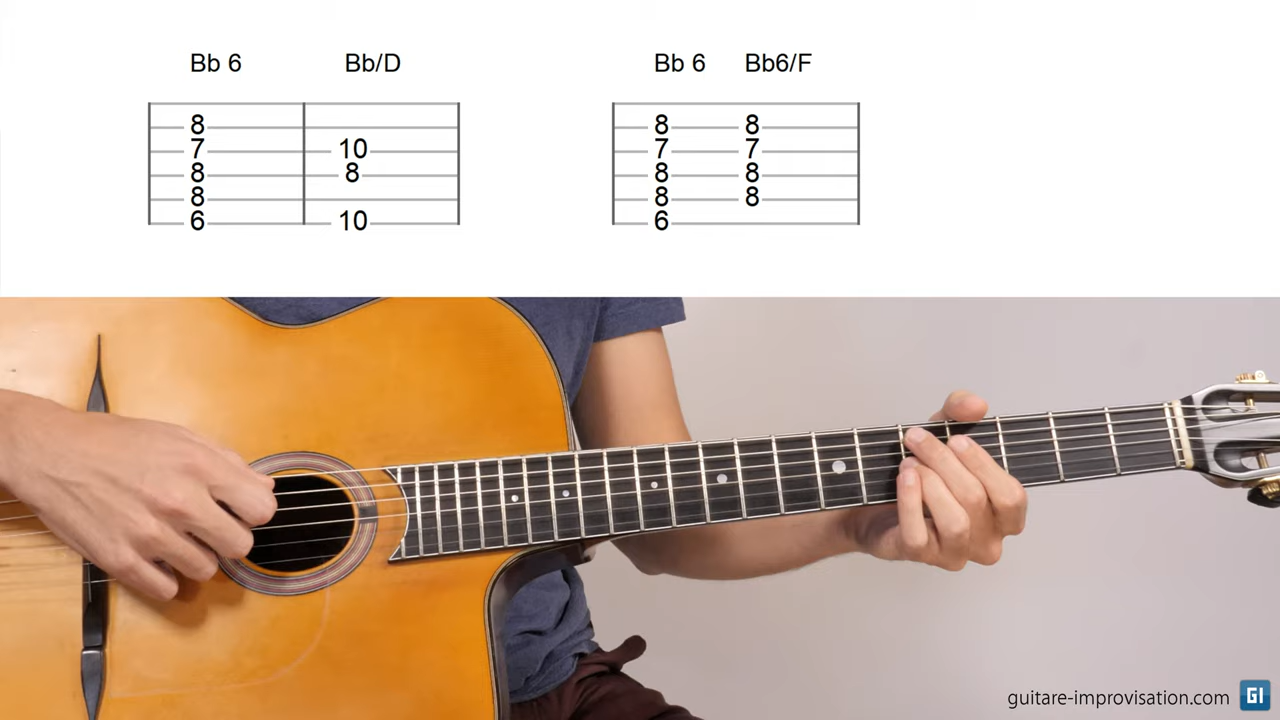 Bb 6 Bb/D Bb 6 Bb6/F
8 8 8
7 10 7 7
8 8 8 8
8 8 8
6 10 6
guitare-improvisation.com GI